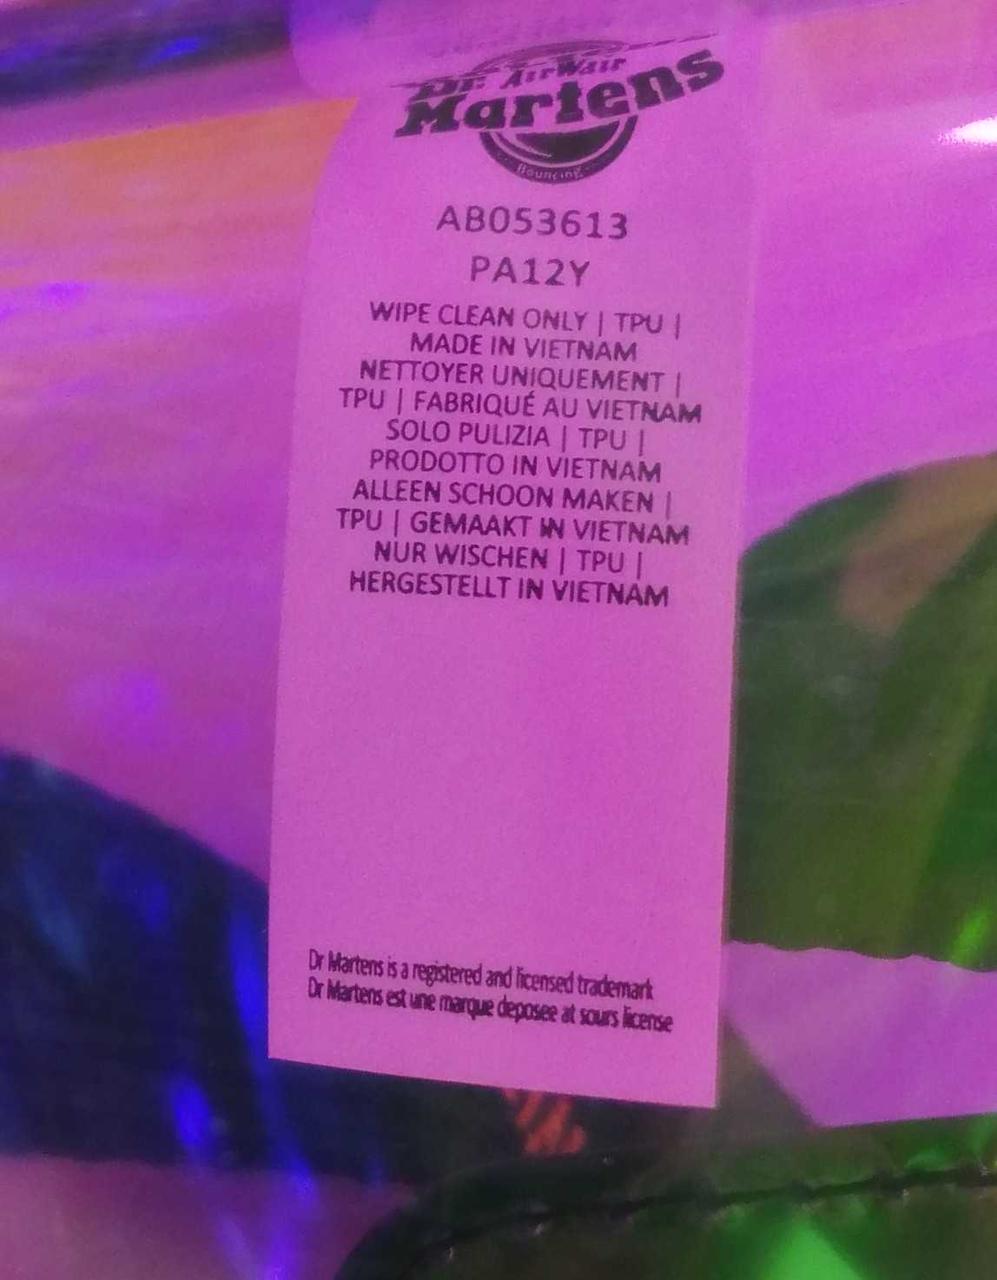 Dr. AirWair
Martens
Bouncing
AB053613
PA12Y
WIPE CLEAN ONLY | TPU |
MADE IN VIETNAM
NETTOYER UNIQUEMENT |
TPU | FABRIQUÉ AU VIETNAM
SOLO PULIZIA | TPU |
PRODOTTO IN VIETNAM
ALLEEN SCHOON MAKEN |
TPU | GEMAAKT IN VIETNAM
NUR WISCHEN | TPU |
HERGESTELLT IN VIETNAM
Dr Martens is a registered and licensed trademark
Dr Martens est une marque deposee at sours license